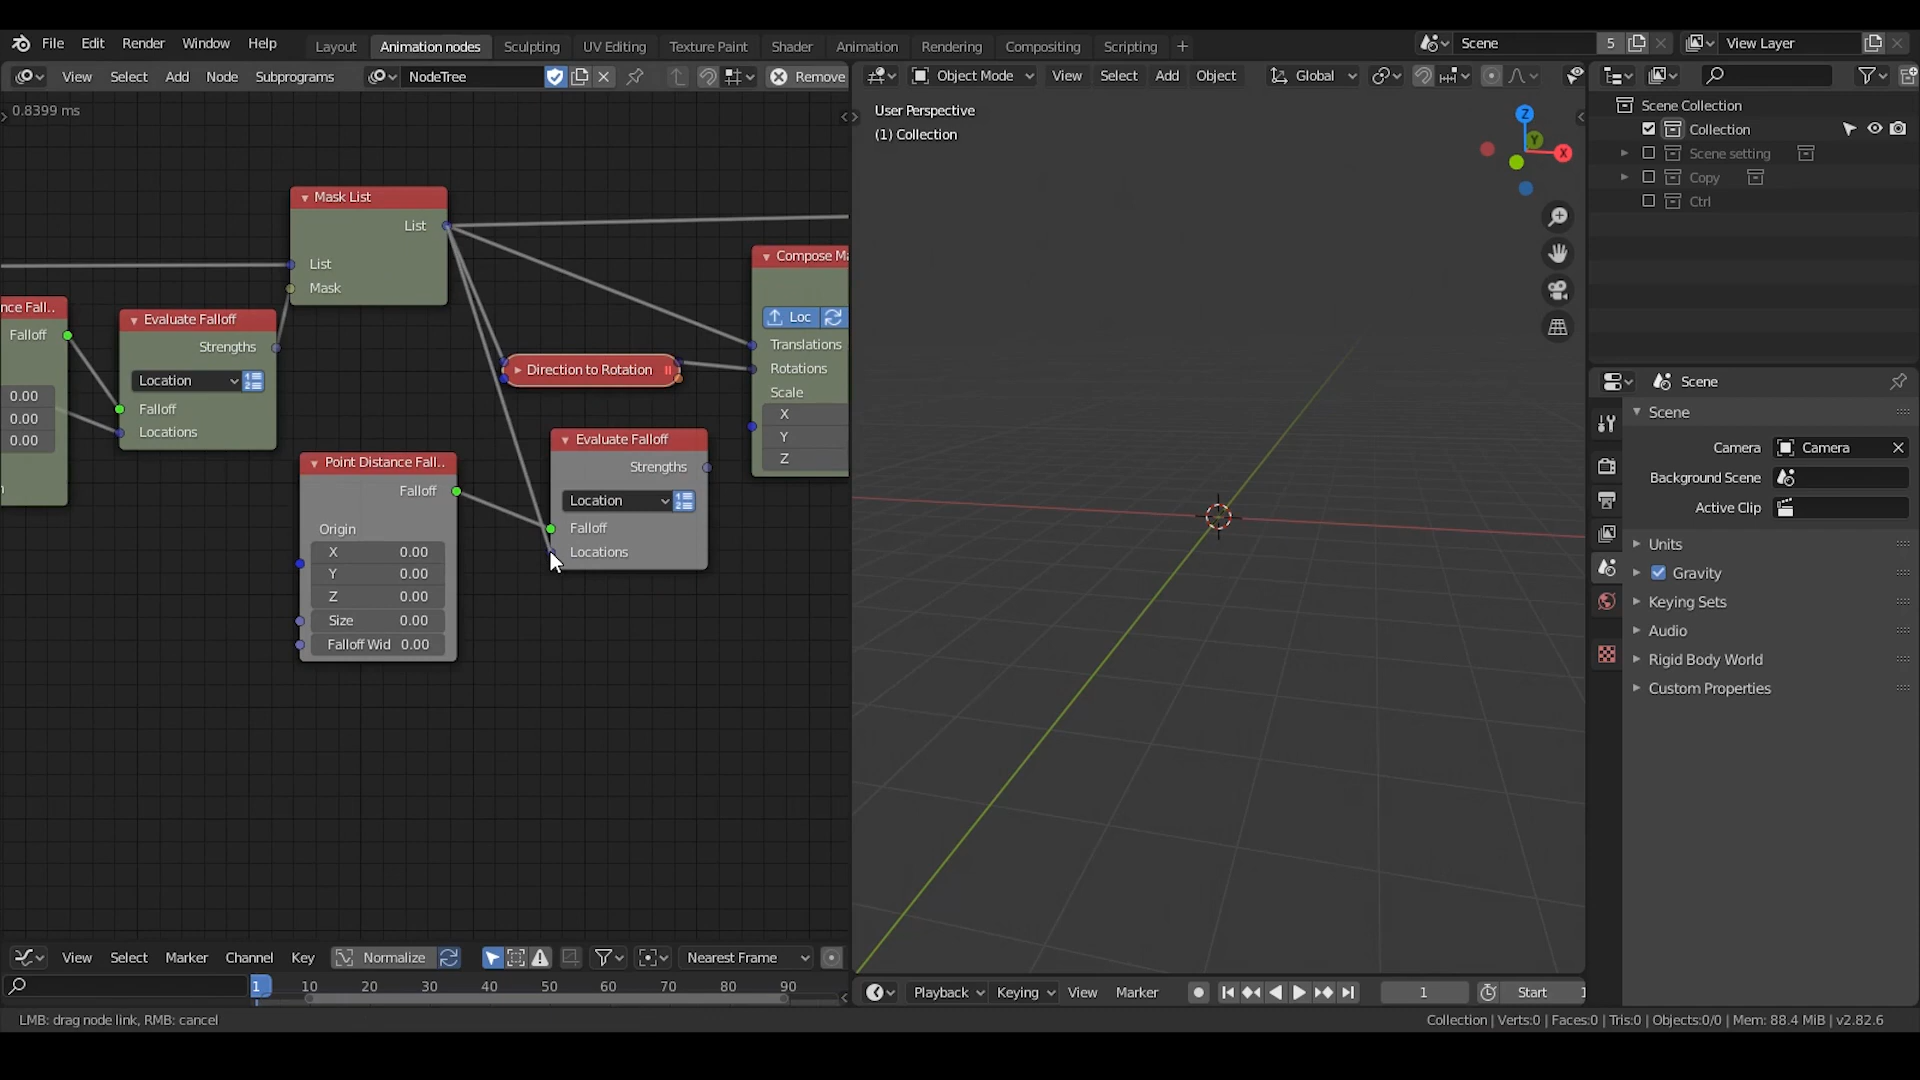 File Edit Render Window Help Layout Animation nodes Sculpting UV Editing Texture Paint Shader Animation Rendering Compositing Scripting + Scene 5 View Layer
View Select Add Node Subprograms NodeTree Remove
Object Mode View Select Add Object Global
0.8399 ms
User Perspective
(1) Collection
Z
Y
X
Scene Collection
Collection
Scene setting
Copy
Ctrl
Mask List
List
List
Mask
nce Fall..
Falloff
0.00
0.00
0.00
Evaluate Falloff
Strengths
Location
Falloff
Locations
Direction to Rotation
Compose Ma
Loc
Translations
Rotations
Scale
X
Y
Z
Evaluate Falloff
Strengths
Location
Falloff
Locations
Point Distance Fall..
Falloff
Origin
X 0.00
Y 0.00
Z 0.00
Size 0.00
Falloff Wid 0.00
Scene
Scene
Camera Camera
Background Scene
Active Clip
Units
Gravity
Keying Sets
Audio
Rigid Body World
Custom Properties
View Select Marker Channel Key Normalize Nearest Frame
1 10 20 30 40 50 60 70 80 90
Playback Keying View Marker 1 Start 1
LMB: drag node link, RMB: cancel
Collection | Verts:0 | Faces:0 | Tris:0 | Objects:0/0 | Mem: 88.4 MiB | v2.82.6